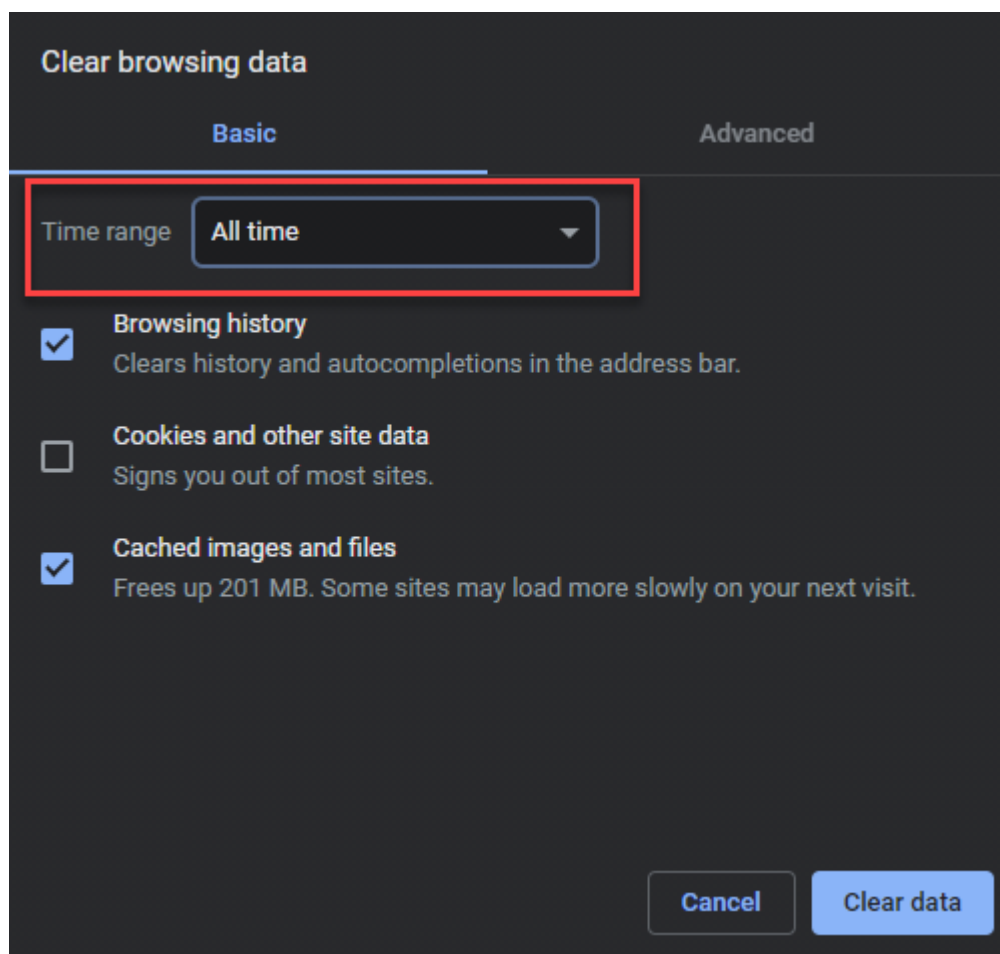 Clear browsing data
Basic
Advanced
Time range
All time
Browsing history
Clears history and autocompletions in the address bar.
Cookies and other site data
Signs you out of most sites.
Cached images and files
Frees up 201 MB. Some sites may load more slowly on your next visit.
Cancel
Clear data